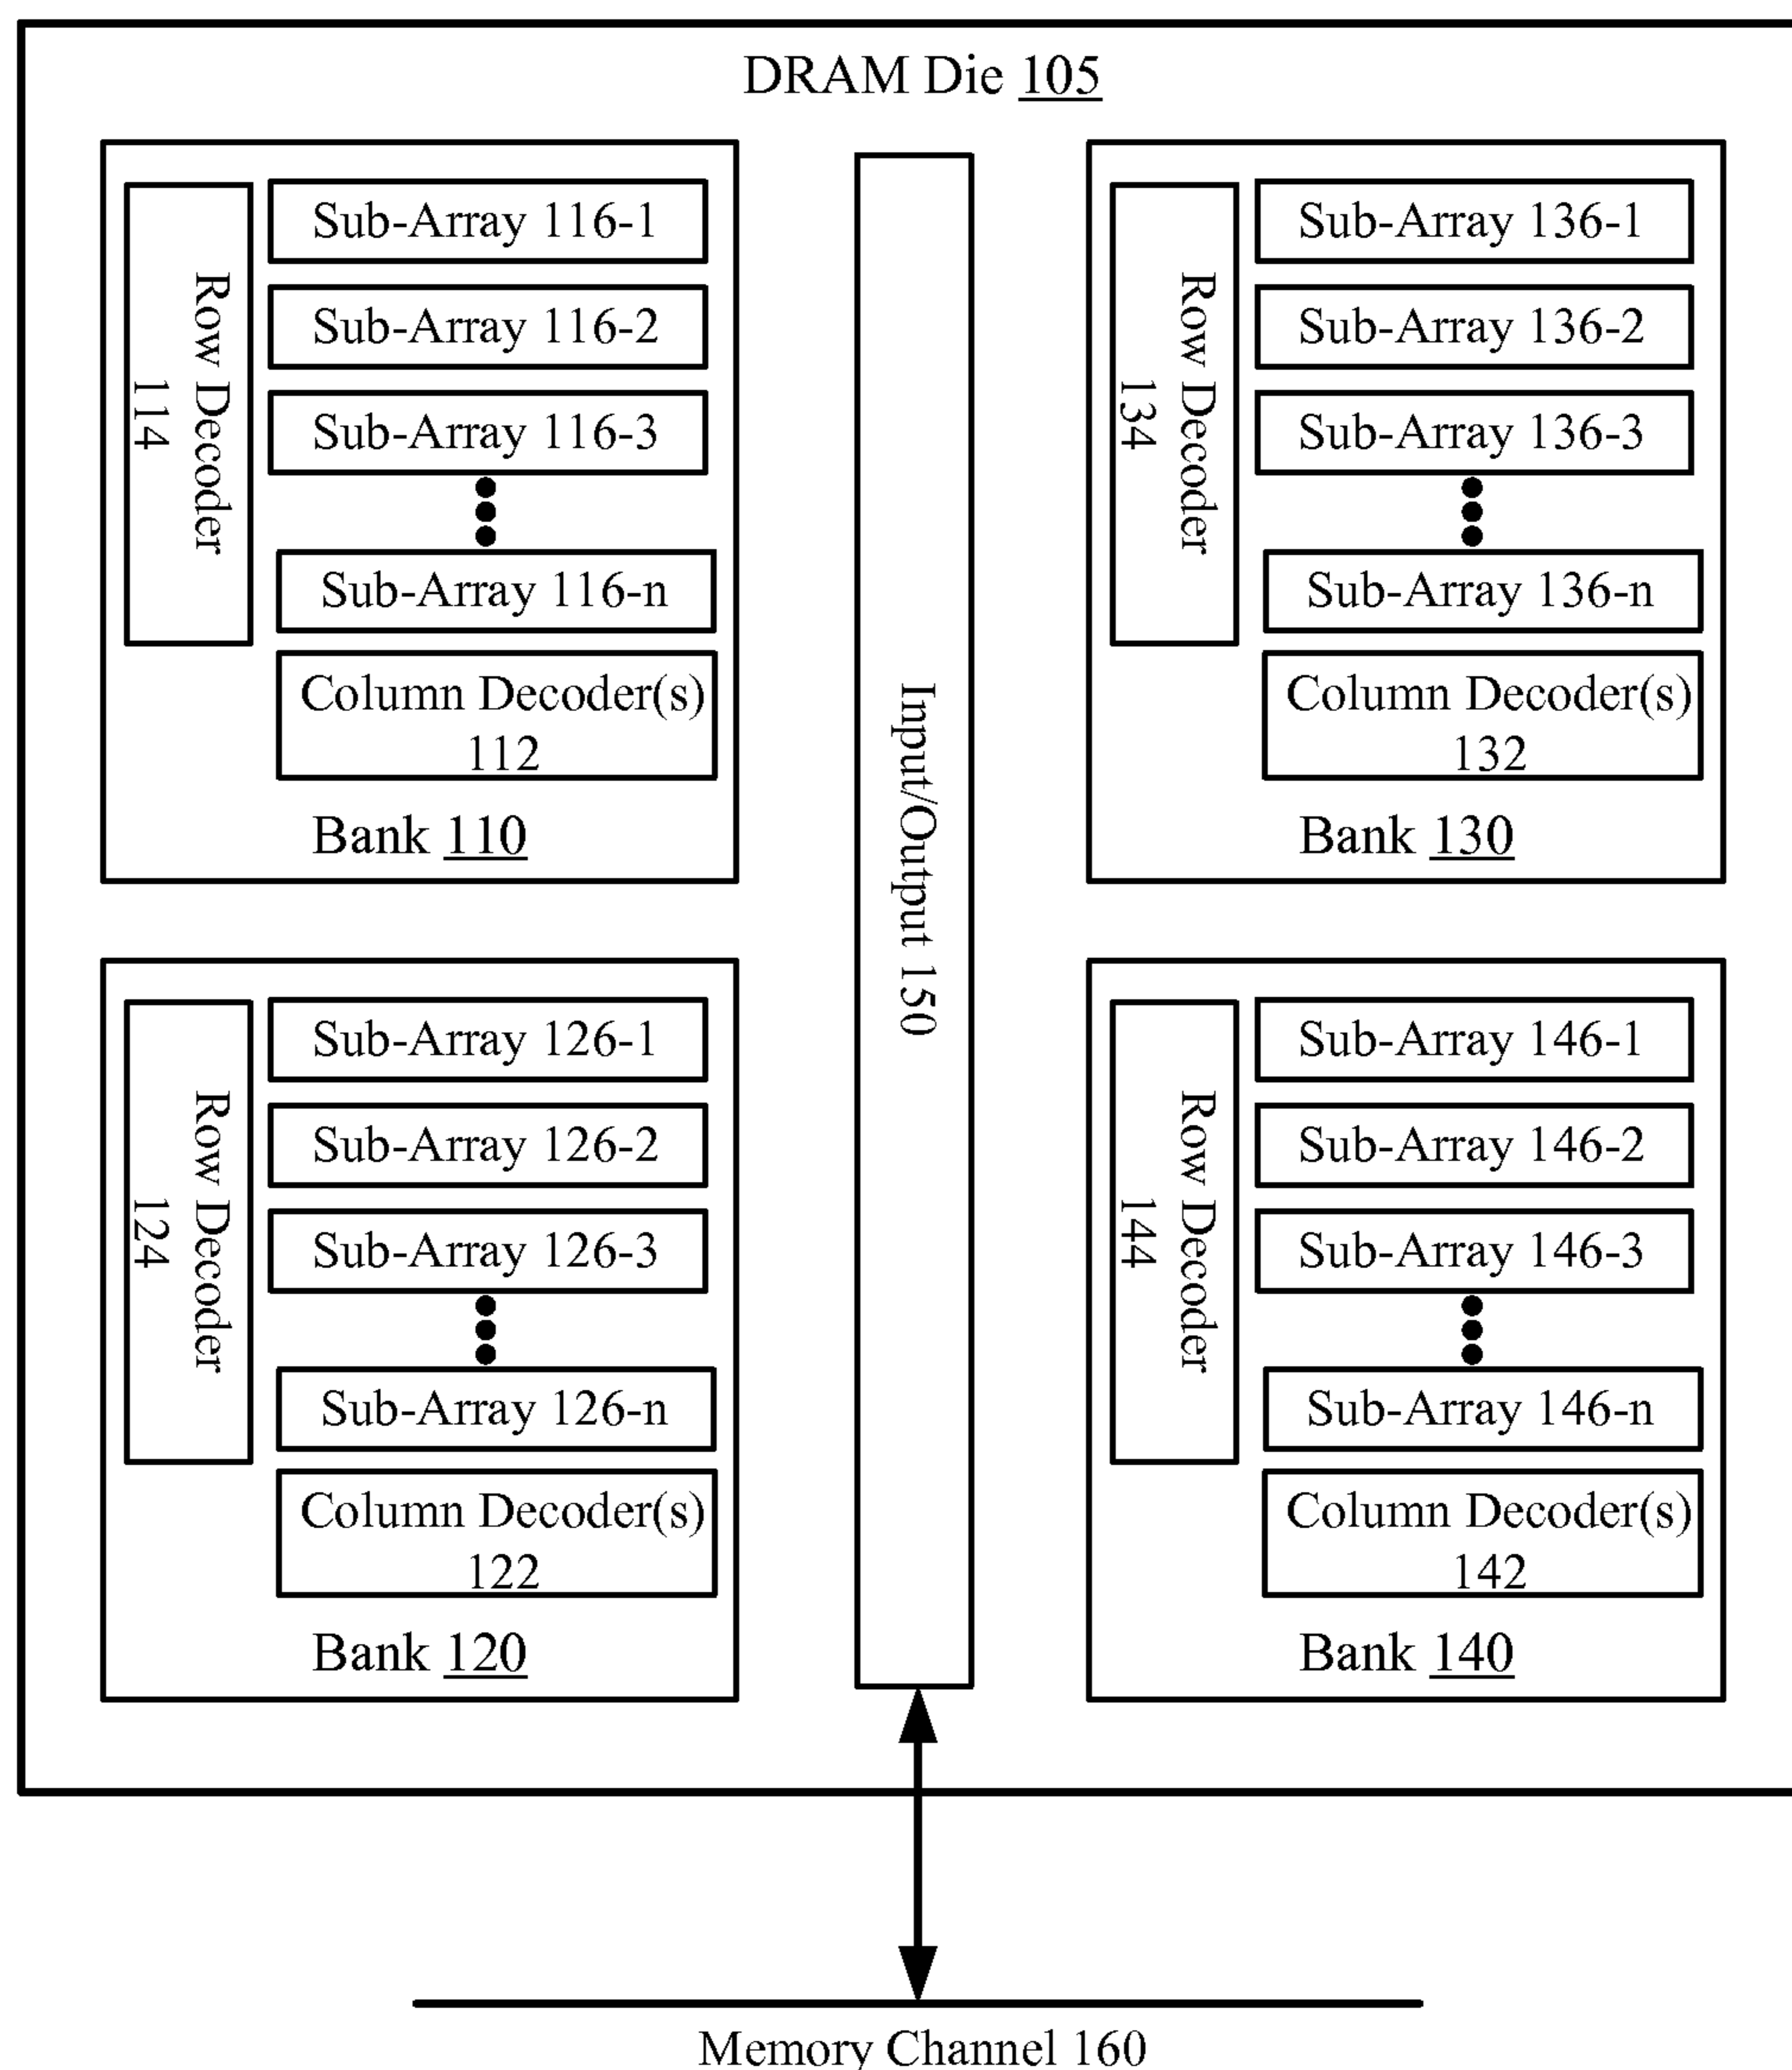 DRAM Die 105
Row Decoder
114
Sub-Array 116-1
Sub-Array 116-2
Sub-Array 116-3
Sub-Array 116-n
Column Decoder(s)
112
Bank 110
Input/Output 150
Row Decoder
134
Sub-Array 136-1
Sub-Array 136-2
Sub-Array 136-3
Sub-Array 136-n
Column Decoder(s)
132
Bank 130
Row Decoder
124
Sub-Array 126-1
Sub-Array 126-2
Sub-Array 126-3
Sub-Array 126-n
Column Decoder(s)
122
Bank 120
Row Decoder
144
Sub-Array 146-1
Sub-Array 146-2
Sub-Array 146-3
Sub-Array 146-n
Column Decoder(s)
142
Bank 140
Memory Channel 160